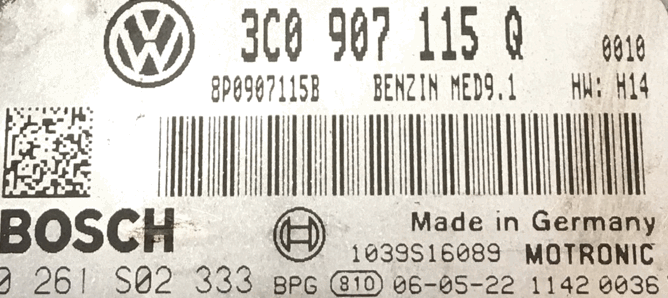 3C0 907 115 Q 0010
8P0907115B BENZIN MED9.1 HW: H14
BOSCH Made in Germany
1039S16089 MOTRONIC
0 261 S02 333 BPG 810 06-05-22 1142 0036